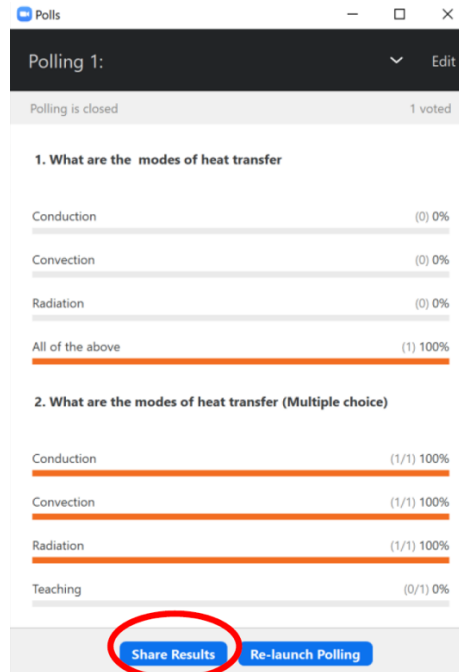 Polls
Polling 1: Edit
Polling is closed 1 voted
1. What are the modes of heat transfer
Conduction (0) 0%
Convection (0) 0%
Radiation (0) 0%
All of the above (1) 100%
2. What are the modes of heat transfer (Multiple choice)
Conduction (1/1) 100%
Convection (1/1) 100%
Radiation (1/1) 100%
Teaching (0/1) 0%
Share Results Re-launch Polling